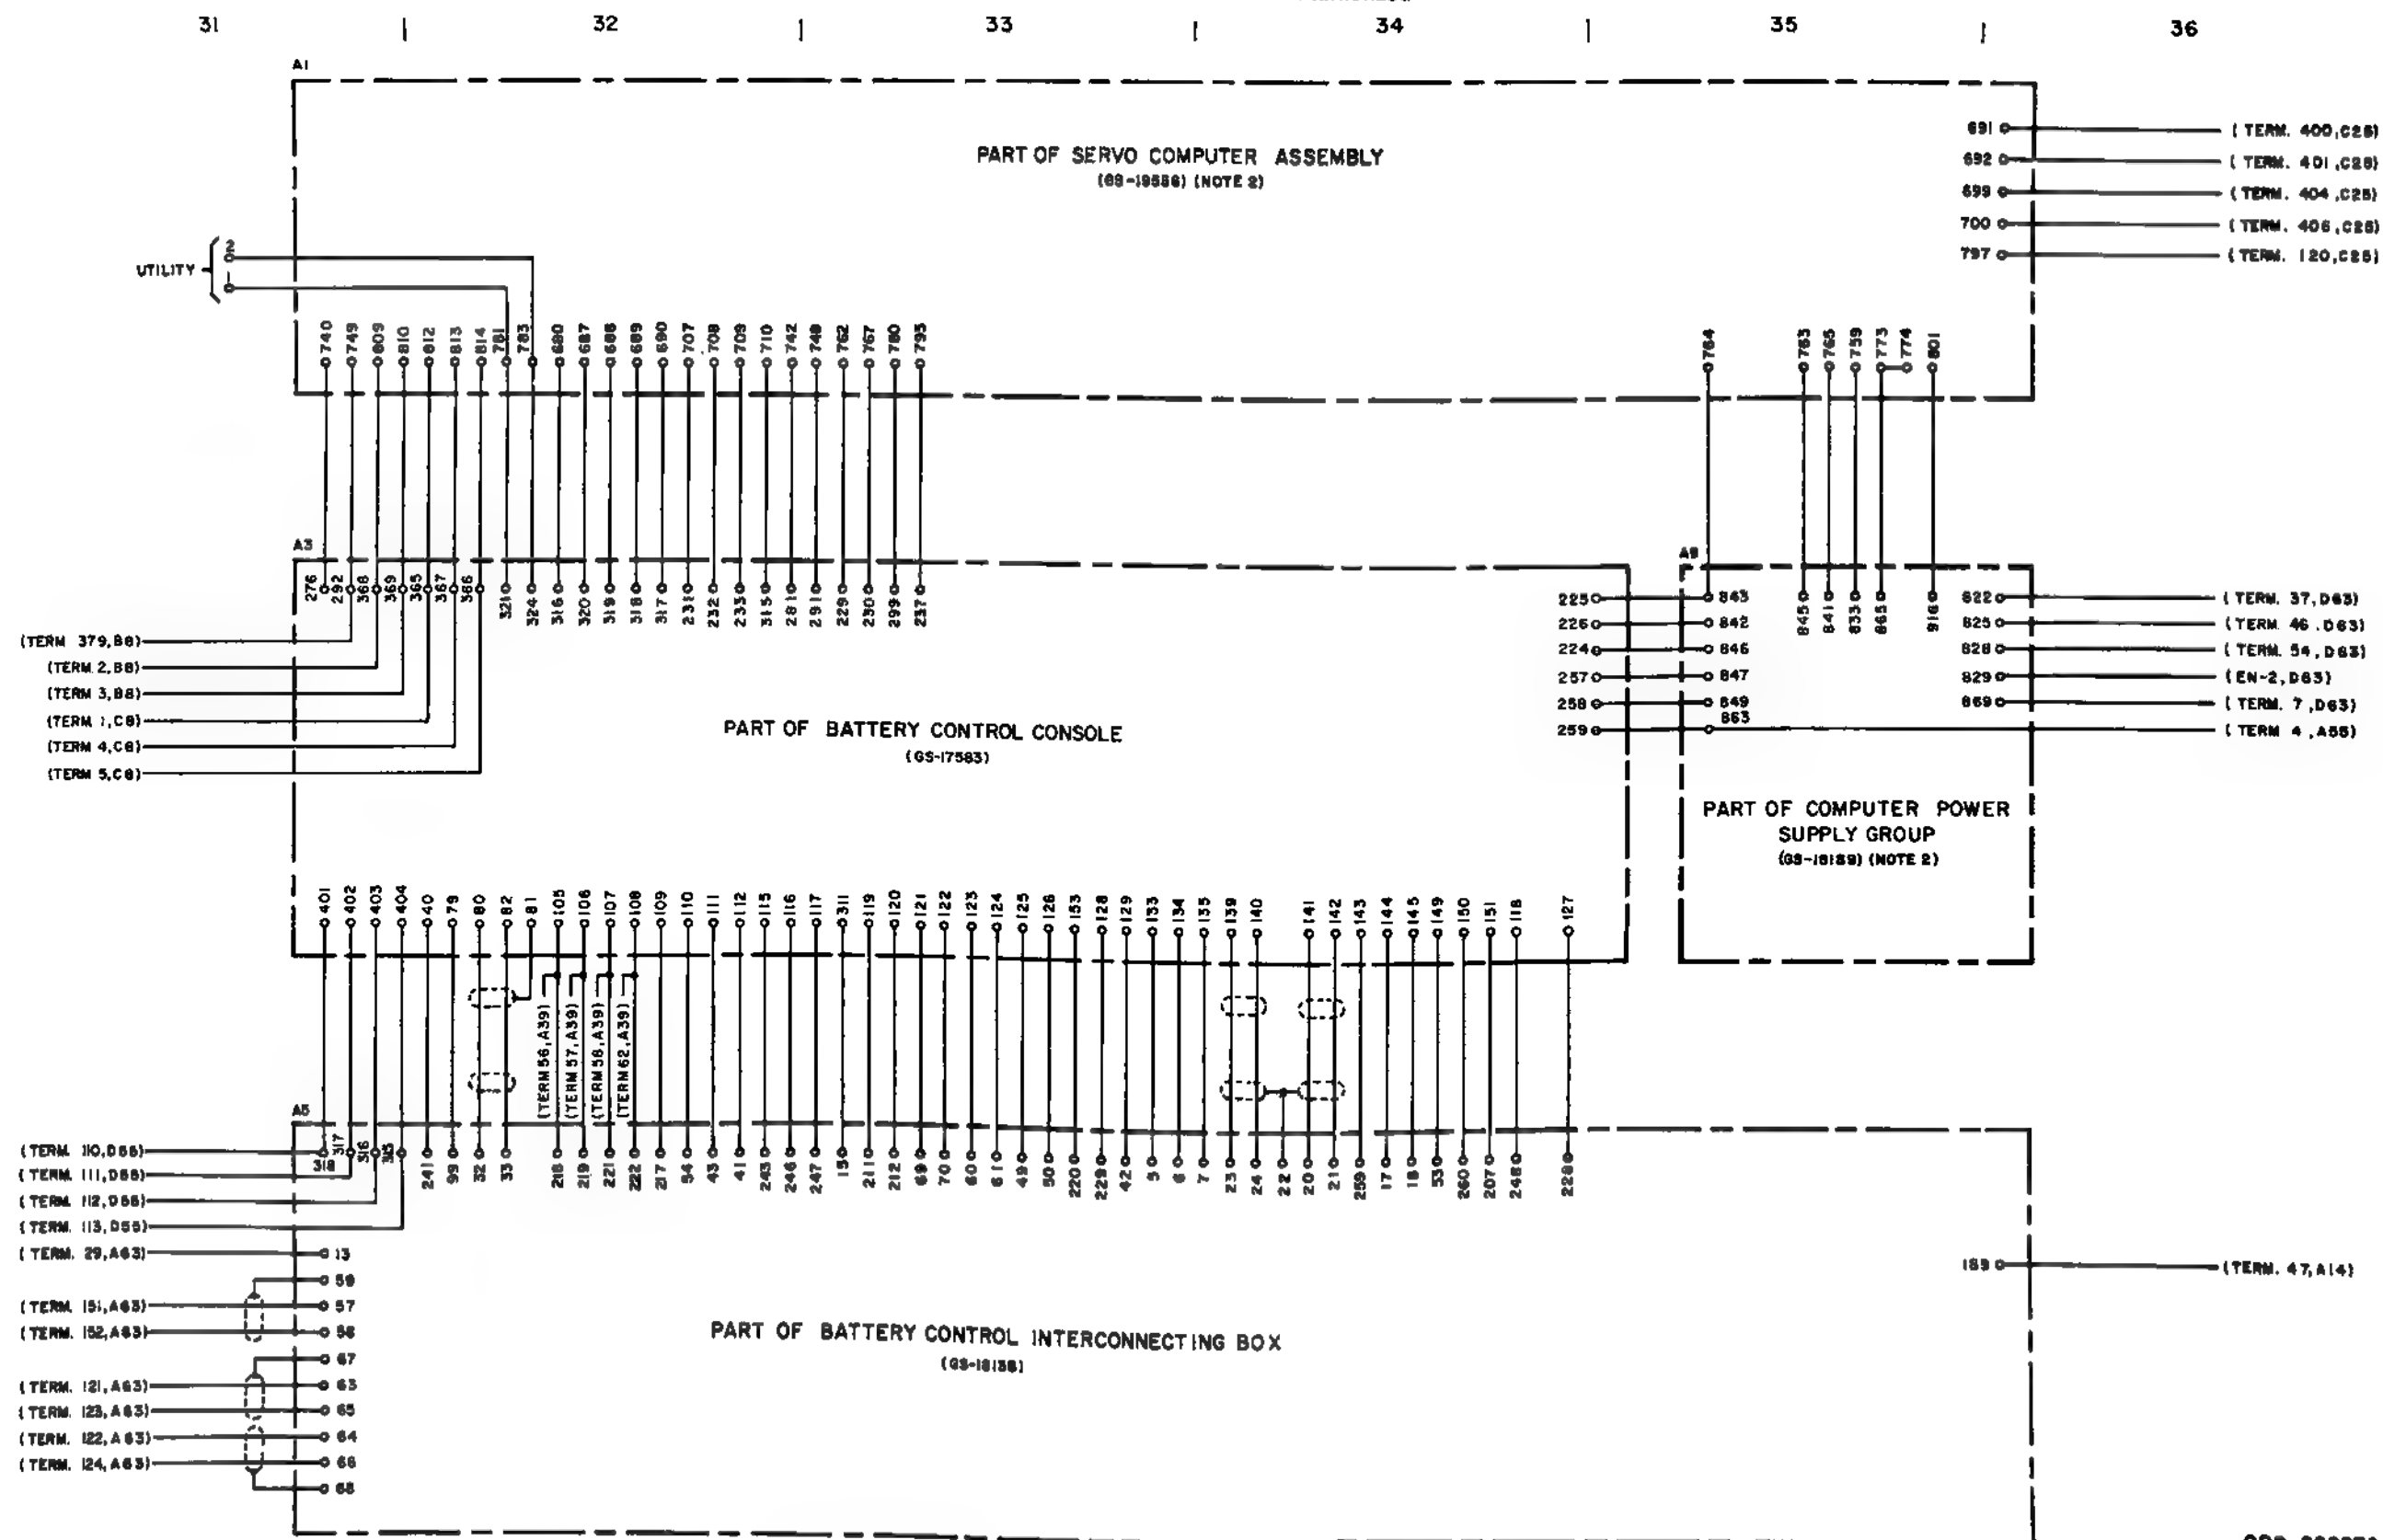 31 32 33 34 35 36
A1
PART OF SERVO COMPUTER ASSEMBLY
(NOTE 2)
691 (TERM. 400,C25)
692 (TERM. 401,C25)
699 (TERM. 404,C25)
700 (TERM. 406,C25)
797 (TERM. 120,C25)
UTILITY
2
1
740 749 809 810 812 813 814 781 783 680 687 688 689 690 707 708 709 710 742 748 762 767 780 795
764 763 765 759 773 774 801
A3
276 292 368 369 365 367 366 321 324 316 320 319 318 317 231 232 233 315 281 291 229 290 299 237
(TERM 379,B8)
(TERM 2,B8)
(TERM 3,B8)
(TERM 1,C8)
(TERM 4,C8)
(TERM 5,C8)
PART OF BATTERY CONTROL CONSOLE
(GS-17583)
225 843
226 842
224 846
257 847
258 849
259 863
845 841 833 865 916
822 (TERM. 37,D63)
825 (TERM. 46,D63)
828 (TERM. 54,D63)
829 (EN-2,D63)
869 (TERM. 7,D63)
(TERM 4,A55)
PART OF COMPUTER POWER
SUPPLY GROUP
(NOTE 2)
401 402 403 404 40 79 80 82 81 105 106 107 108 109 110 111 112 115 116 117 311 119 120 121 122 123 124 125 126 153 128 129 133 134 135 139 140 141 142 143 144 145 149 150 151 118 127
(TERM 56,A39)
(TERM 57,A39)
(TERM 58,A39)
(TERM 62,A39)
A5
318 317 316 315 241 99 32 33 218 219 221 222 217 54 43 41 245 246 247 15 211 212 69 70 60 61 49 50 220 229 42 5 6 7 23 24 22 20 21 259 17 18 53 260 207 248 228
(TERM. 110,D55)
(TERM. 111,D55)
(TERM. 112,D55)
(TERM. 113,D55)
(TERM. 29,A63) 13
59
(TERM. 151,A63) 57
(TERM. 152,A63) 58
67
(TERM. 121,A63) 63
(TERM. 123,A63) 65
(TERM. 122,A63) 64
(TERM. 124,A63) 66
68
189 (TERM. 47,A14)
PART OF BATTERY CONTROL INTERCONNECTING BOX